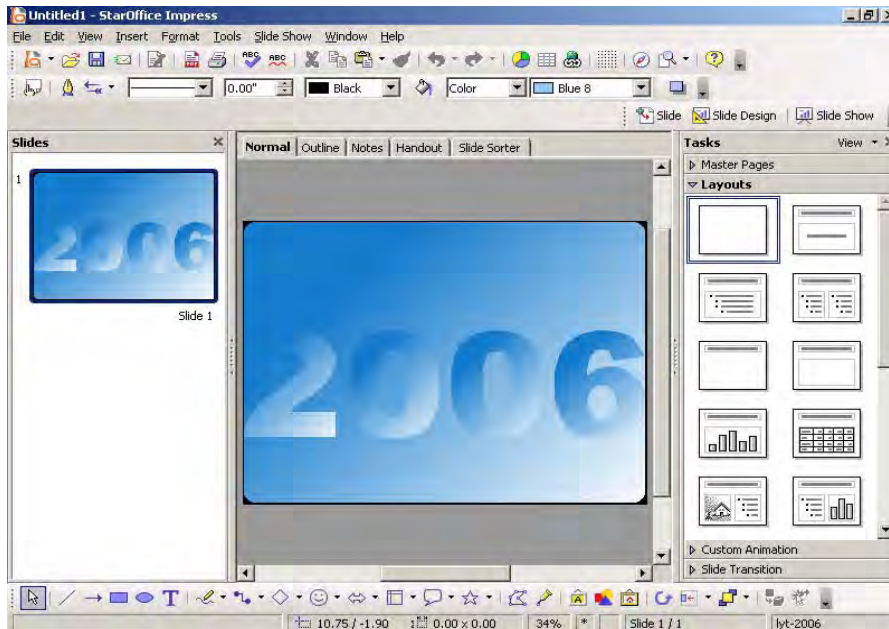 Untitled1 - StarOffice Impress
File Edit View Insert Format Tools Slide Show Window Help
ABC ABC
0.00" Black Color Blue 8
Slide Slide Design Slide Show
Slides
Normal Outline Notes Handout Slide Sorter
Tasks View
Master Pages
Layouts
1
2006
Slide 1
2006
Custom Animation
Slide Transition
T
10.75 / -1.90 0.00 x 0.00 34% * Slide 1 / 1 lyt-2006